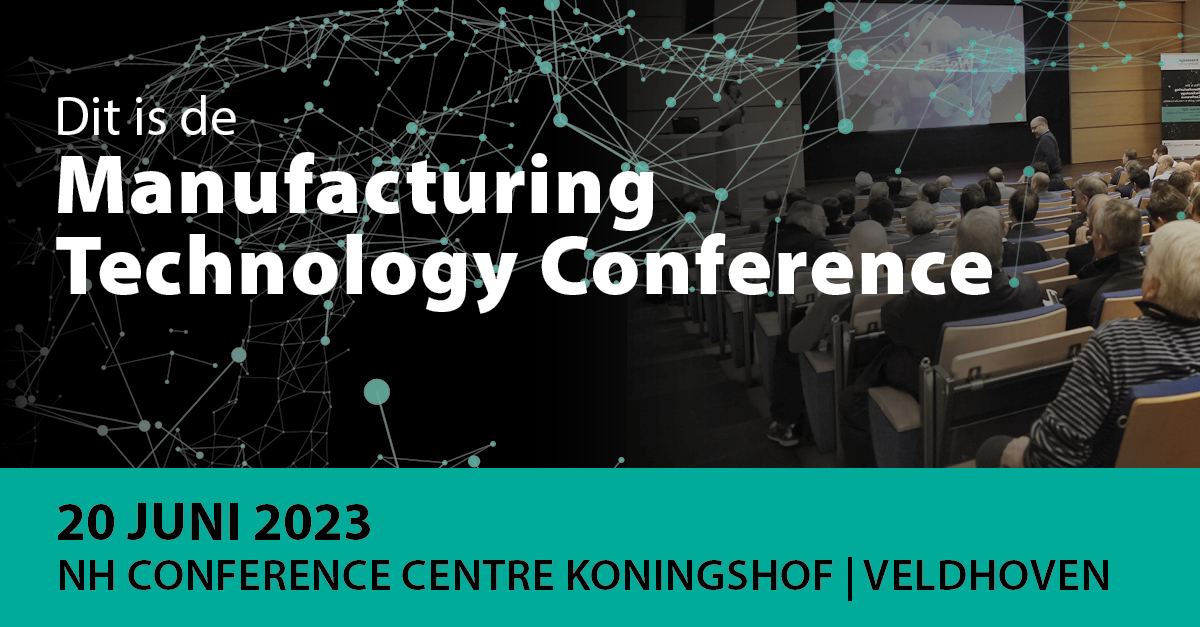 Dit is de
Manufacturing
Technology Conference
20 JUNI 2023
NH CONFERENCE CENTRE KONINGSHOF | VELDHOVEN